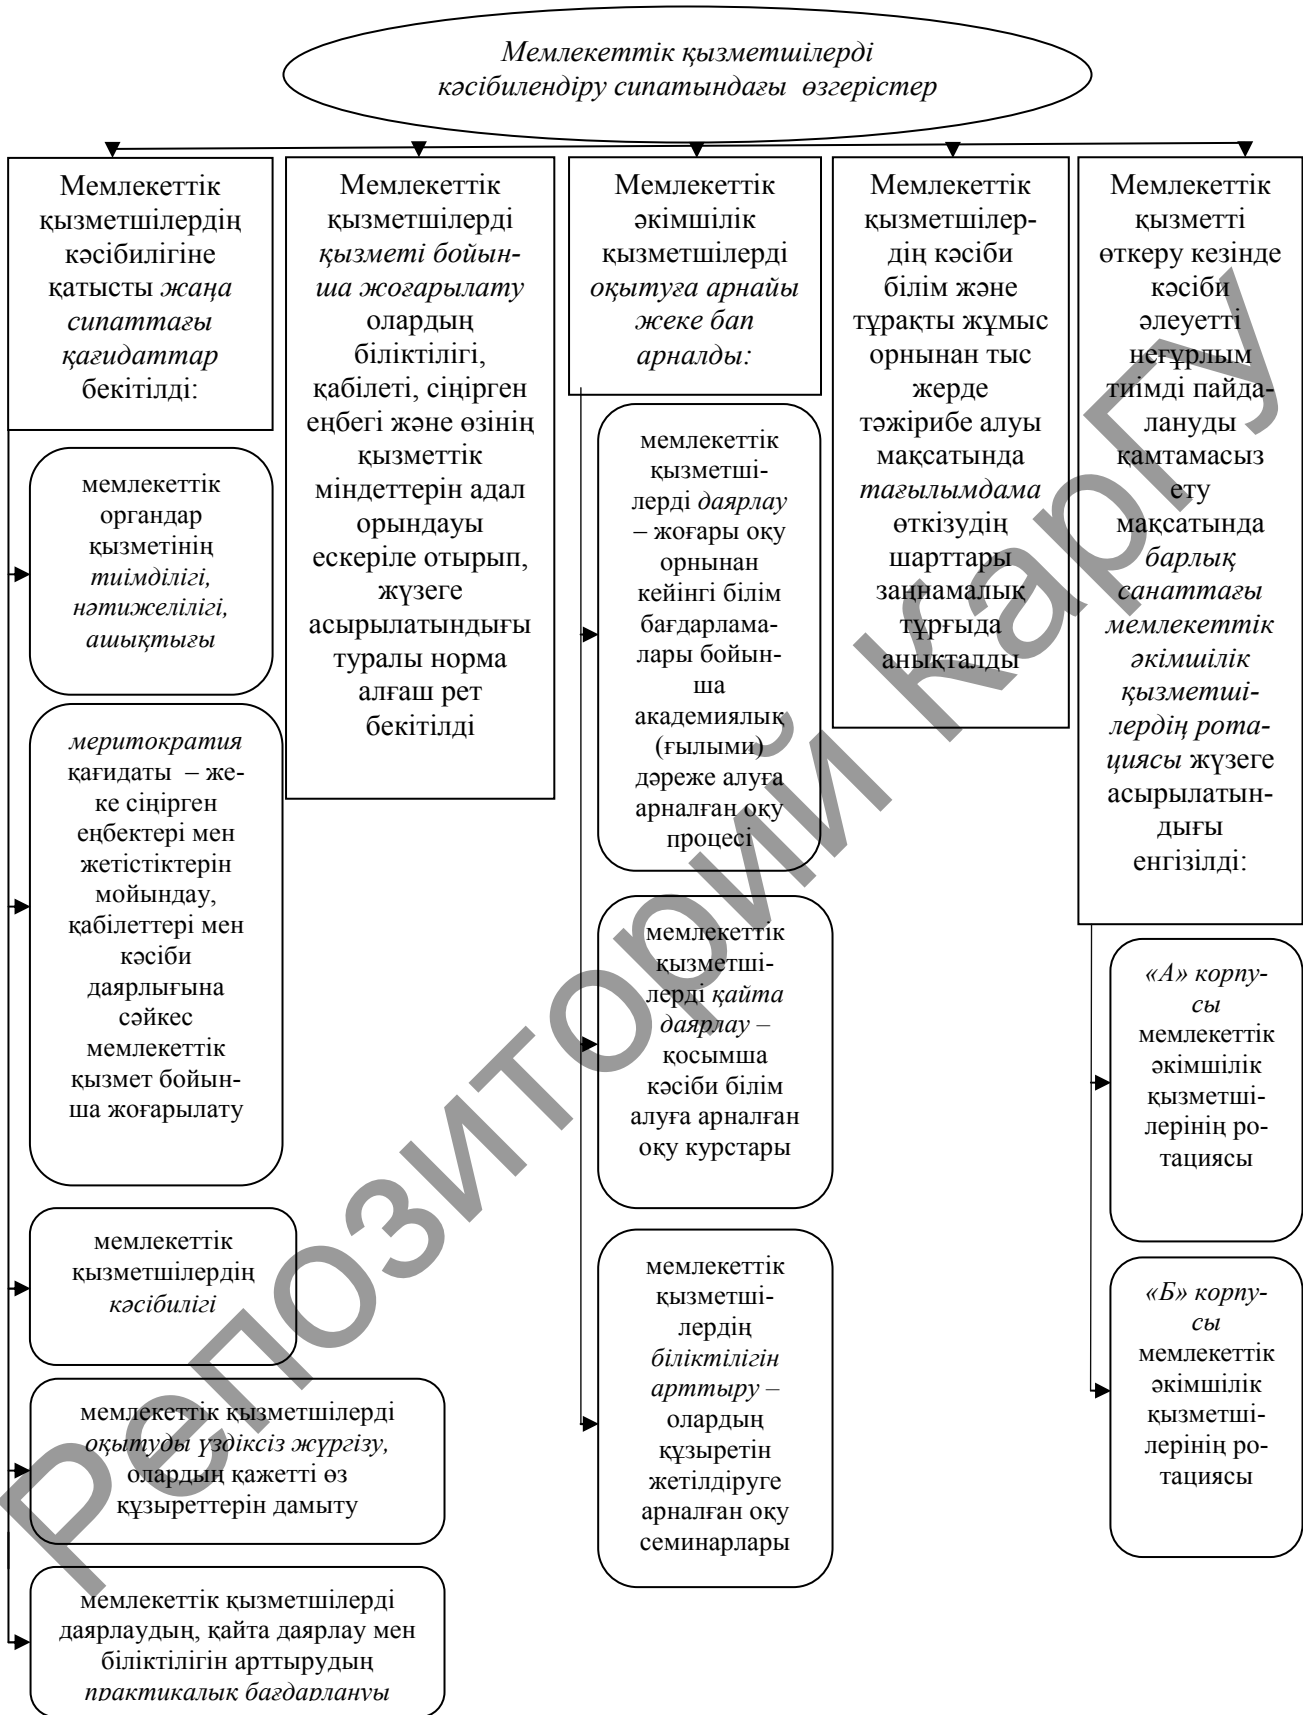 Мемлекеттік қызметшілерді
кәсібилендіру сипатындағы өзгерістер
Мемлекеттік
қызметшілердің
кәсібилігіне
қатысты жаңа
сипаттағы
қағидаттар
бекітілді:
мемлекеттік
органдар
қызметінің
тиімділігі,
нәтижелілігі,
ашықтығы
меритократия
қағидаты – же-
ке сіңірген
еңбектері мен
жетістіктерін
мойындау,
қабілеттері мен
кәсіби
даярлығына
сәйкес
мемлекеттік
қызмет бойын-
ша жоғарылату
мемлекеттік
қызметшілердің
кәсібилігі
мемлекеттік қызметшілерді
оқытуды үздіксіз жүргізу,
олардың қажетті өз
құзыреттерін дамыту
мемлекеттік қызметшілерді
даярлаудың, қайта даярлау мен
біліктілігін арттырудың
практикалық бағдарлануы
Мемлекеттік
қызметшілерді
қызметі бойын-
ша жоғарылату
олардың
біліктілігі,
қабілеті, сіңірген
еңбегі және өзінің
қызметтік
міндеттерін адал
орындауы
ескеріле отырып,
жүзеге
асырылатындығы
туралы норма
алғаш рет
бекітілді
Мемлекеттік
әкімшілік
қызметшілерді
оқытуға арнайы
жеке бап
арналды:
мемлекеттік
қызметші-
лерді даярлау
– жоғары оқу
орнынан
кейінгі білім
бағдарлама-
лары бойын-
ша
академиялық
(ғылыми)
дәреже алуға
арналған оқу
процесі
мемлекеттік
қызметші-
лерді қайта
даярлау –
қосымша
кәсіби білім
алуға арналған
оқу курстары
мемлекеттік
қызметші-
лердің
біліктілігін
арттыру –
олардың
құзыретін
жетілдіруге
арналған оқу
семинарлары
Мемлекеттік
қызметшілер-
дің кәсіби
білім және
тұрақты жұмыс
орнынан тыс
жерде
тәжірибе алуы
мақсатында
тағылымдама
өткізудің
шарттары
заңнамалық
тұрғыда
анықталды
Мемлекеттік
қызметті
өткеру кезінде
кәсіби
әлеуетті
неғұрлым
тиімді пайда-
лануды
қамтамасыз
ету
мақсатында
барлық
санаттағы
мемлекеттік
әкімшілік
қызметші-
лердің рота-
циясы жүзеге
асырылатын-
дығы
енгізілді:
«А» корпу-
сы
мемлекеттік
әкімшілік
қызметші-
лерінің ро-
тациясы
«Б» корпу-
сы
мемлекеттік
әкімшілік
қызметші-
лерінің ро-
тациясы
Репозиторий КарГУ